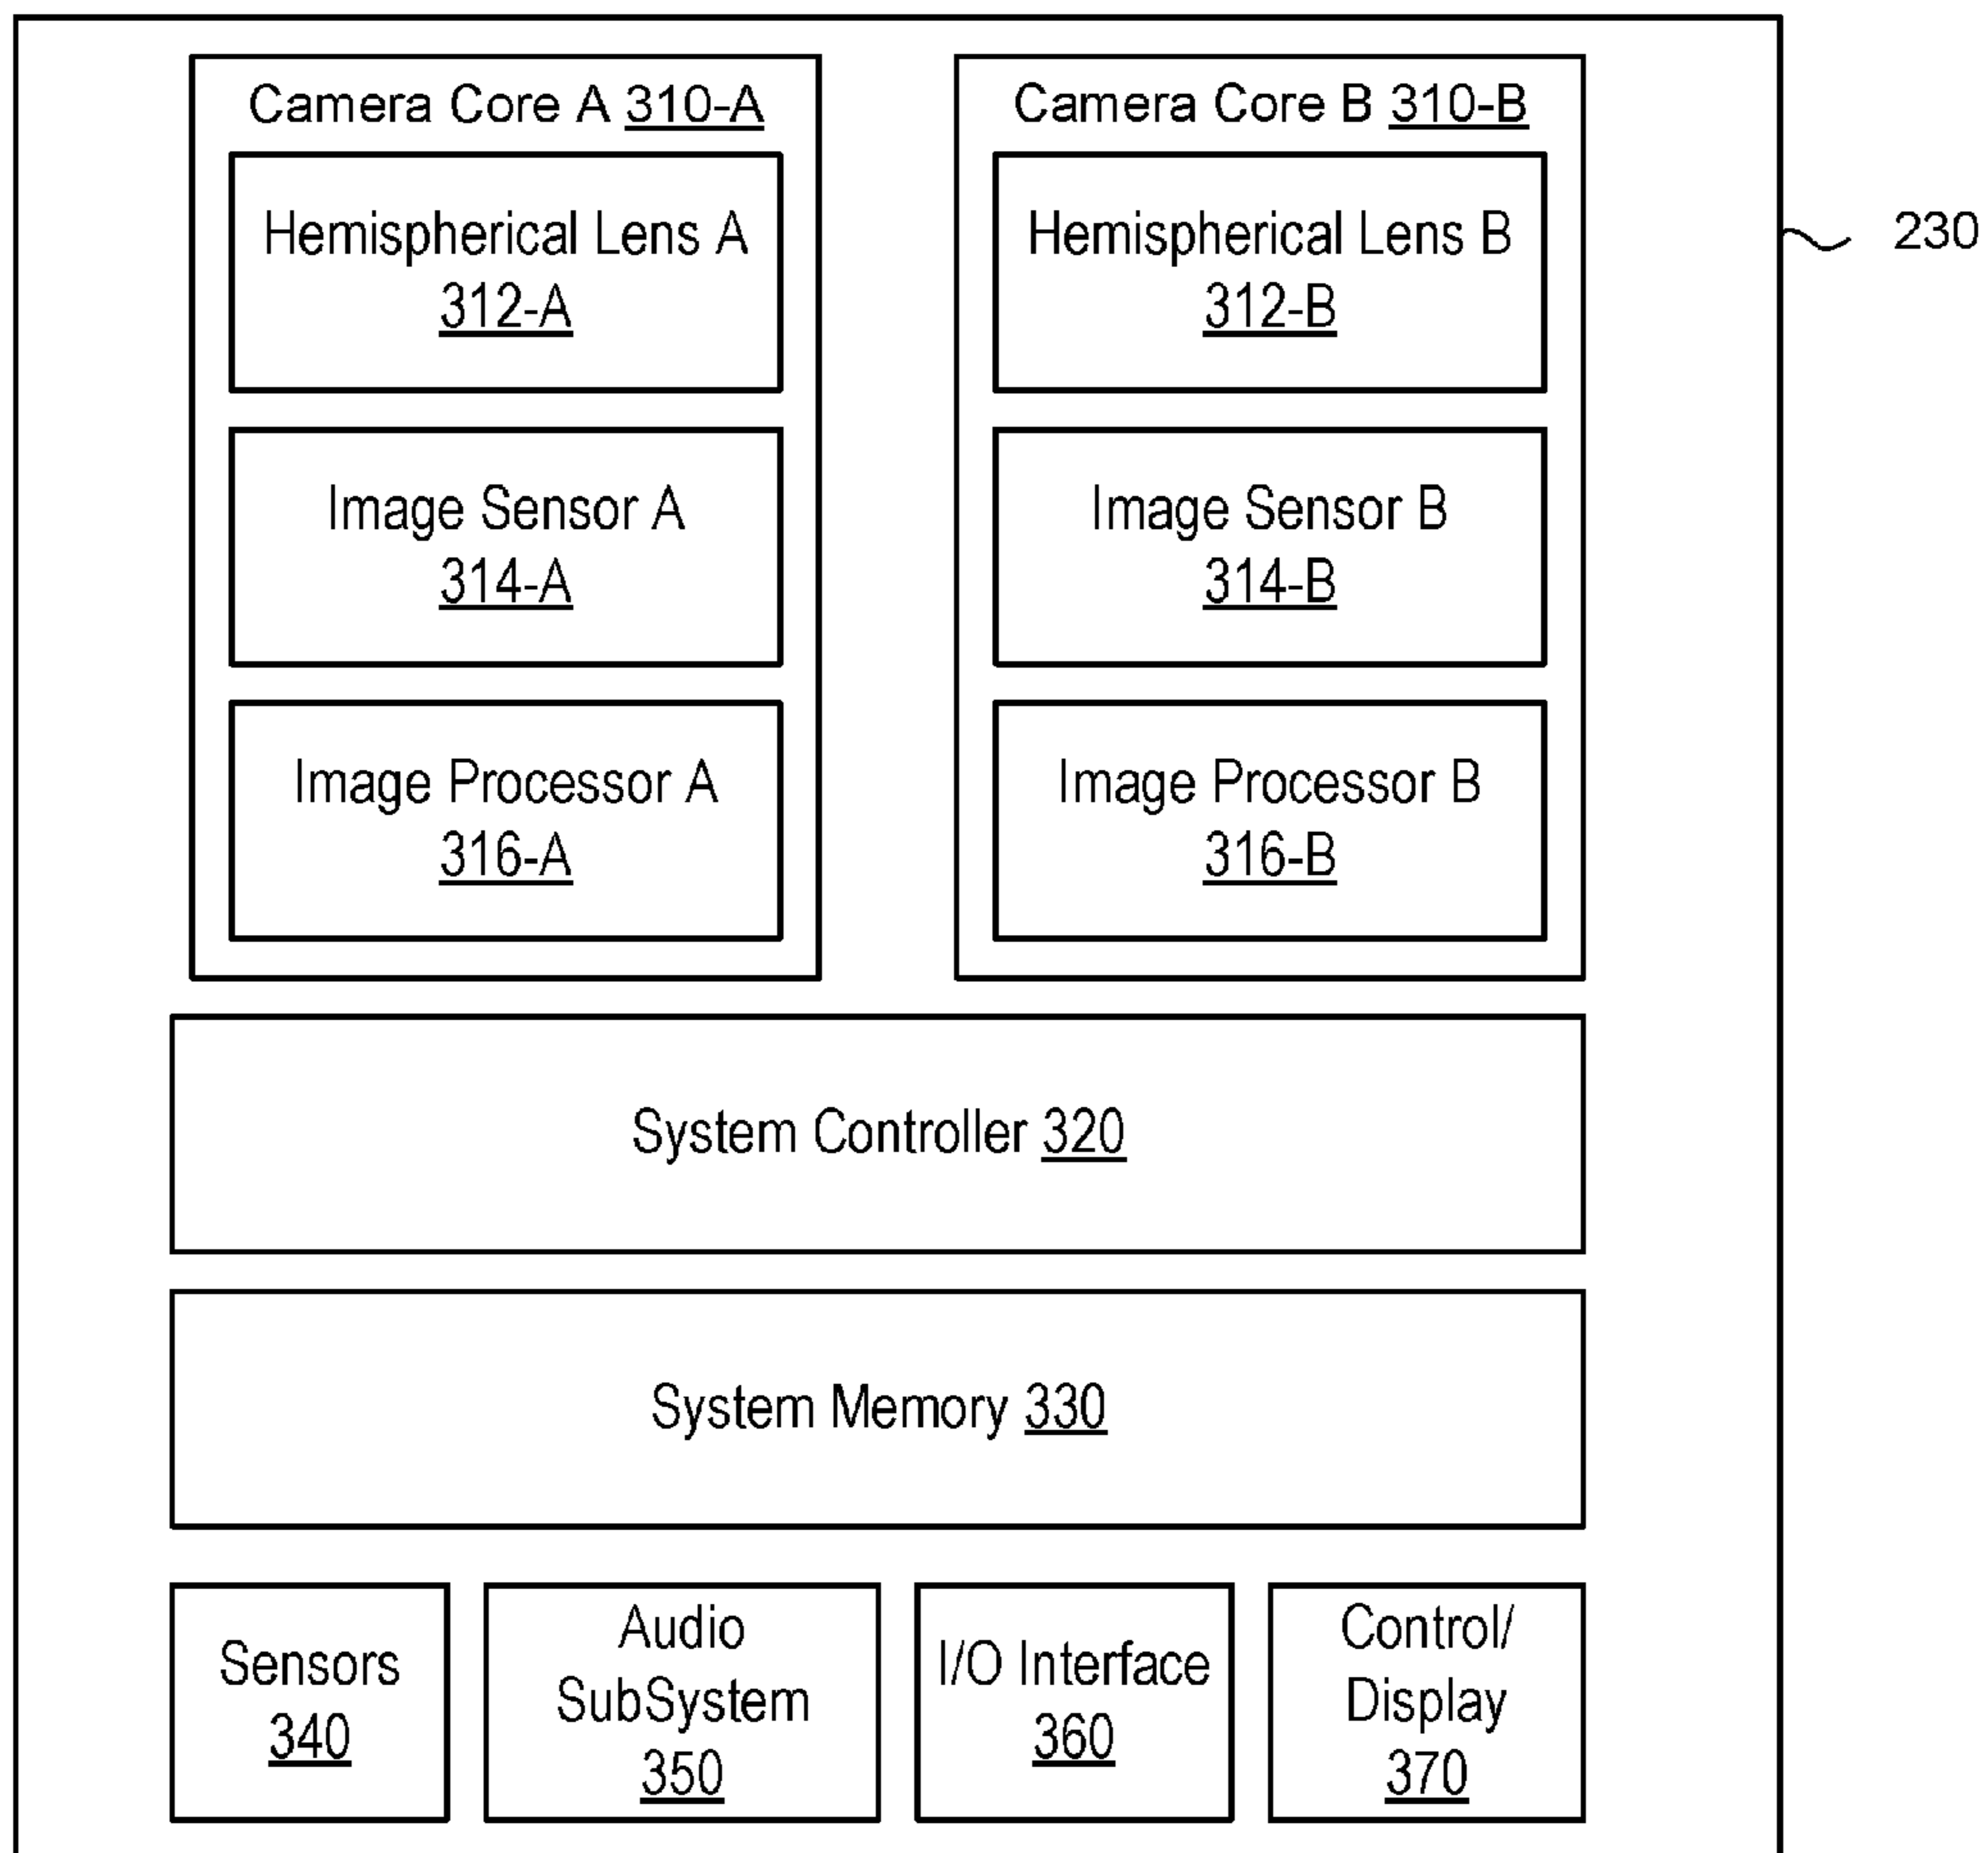 Camera Core A 310-A
Hemispherical Lens A
312-A
Image Sensor A
314-A
Image Processor A
316-A
Camera Core B 310-B
Hemispherical Lens B
312-B
Image Sensor B
314-B
Image Processor B
316-B
230
System Controller 320
System Memory 330
Sensors
340
Audio
SubSystem
350
I/O Interface
360
Control/
Display
370